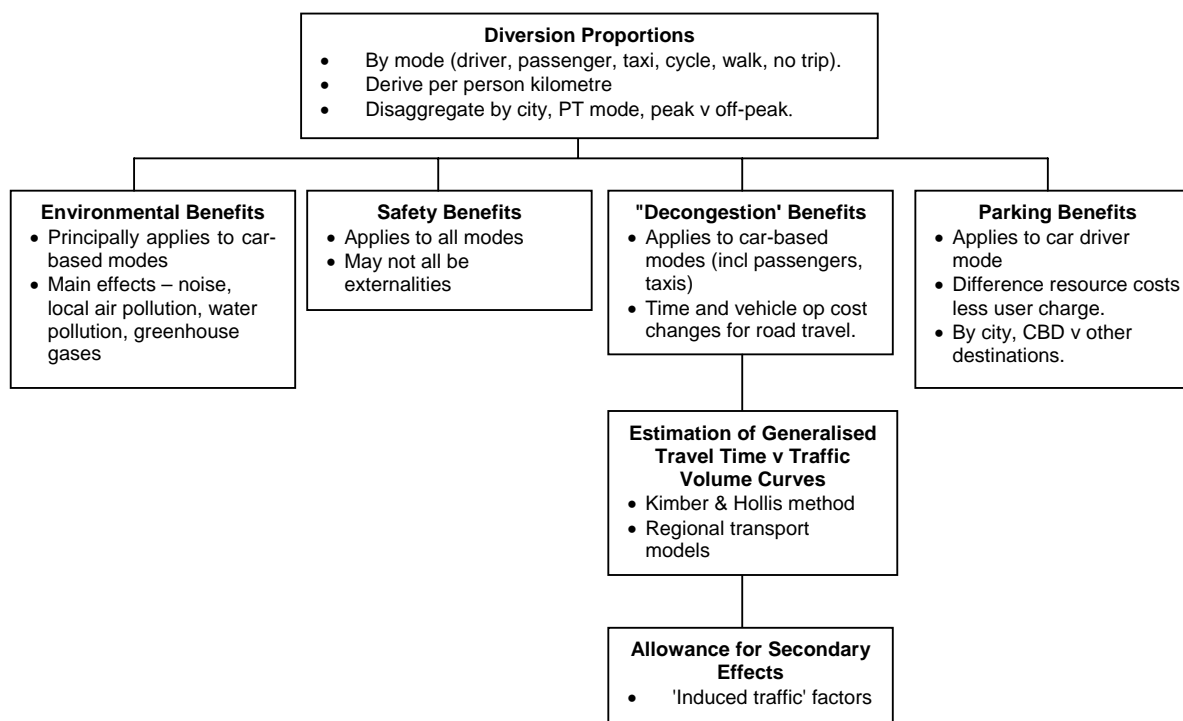 Diversion Proportions
• By mode (driver, passenger, taxi, cycle, walk, no trip).
• Derive per person kilometre
• Disaggregate by city, PT mode, peak v off-peak.
Environmental Benefits
• Principally applies to car-
based modes
• Main effects – noise,
local air pollution, water
pollution, greenhouse
gases
Safety Benefits
• Applies to all modes
• May not all be
externalities
"Decongestion' Benefits
• Applies to car-based
modes (incl passengers,
taxis)
• Time and vehicle op cost
changes for road travel.
Parking Benefits
• Applies to car driver
mode
• Difference resource costs
less user charge.
• By city, CBD v other
destinations.
Estimation of Generalised
Travel Time v Traffic
Volume Curves
• Kimber & Hollis method
• Regional transport
models
Allowance for Secondary
Effects
• 'Induced traffic' factors